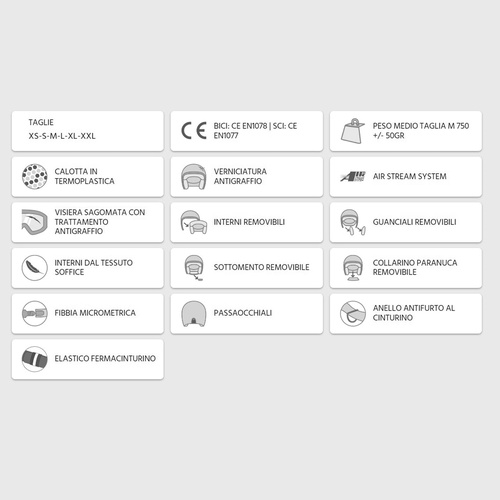 TAGLIE
XS-S-M-L-XL-XXL
CE
BICI: CE EN1078 | SCI: CE
EN1077
PESO MEDIO TAGLIA M 750
+/- 50GR
CALOTTA IN
TERMOPLASTICA
VERNICIATURA
ANTIGRAFFIO
AIR STREAM SYSTEM
VISIERA SAGOMATA CON
TRATTAMENTO
ANTIGRAFFIO
INTERNI REMOVIBILI
GUANCIALI REMOVIBILI
INTERNI DAL TESSUTO
SOFFICE
SOTTOMENTO REMOVIBILE
COLLARINO PARANUCA
REMOVIBILE
FIBBIA MICROMETRICA
PASSAOCCHIALI
ANELLO ANTIFURTO AL
CINTURINO
ELASTICO FERMACINTURINO